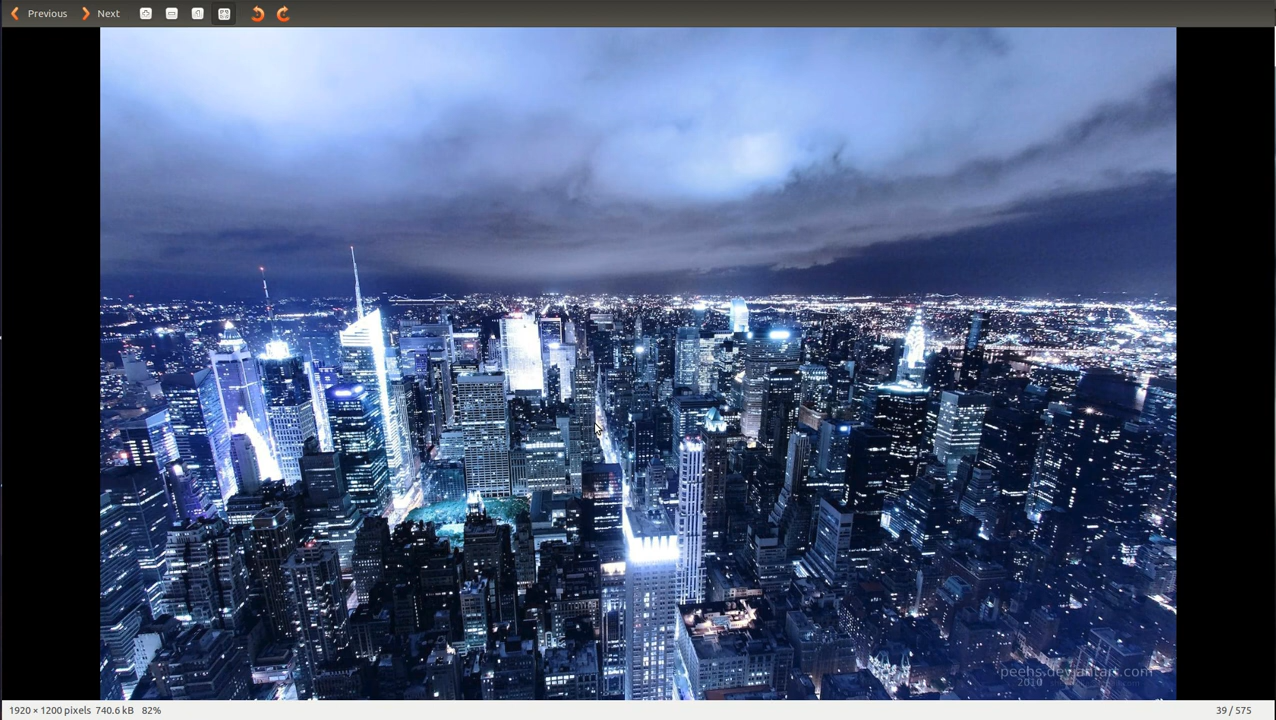 Previous Next
peehs.deviantart.com
2010
1920 × 1200 pixels 740.6 kB 82% 39 / 575